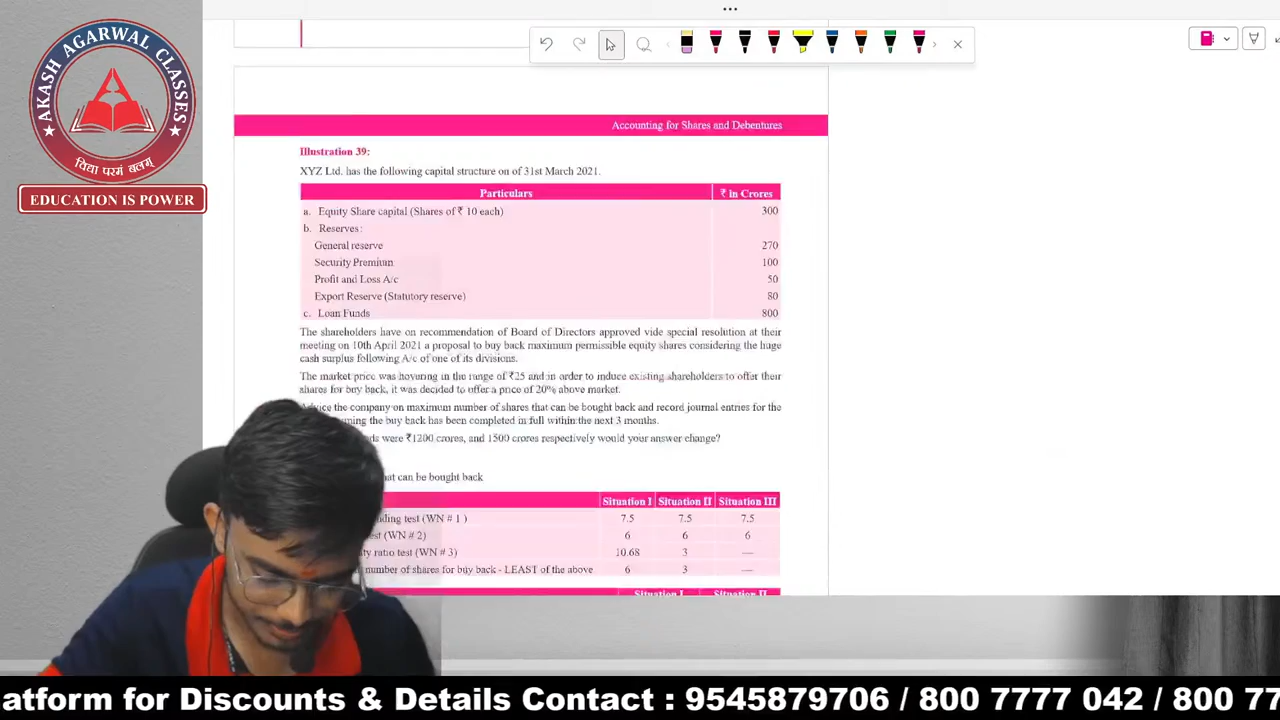 AKASH AGARWAL CLASSES
विद्या परमं बलम्
EDUCATION IS POWER
Accounting for Shares and Debentures
Illustration 39:
XYZ Ltd. has the following capital structure on of 31st March 2021.
Particulars ₹ in Crores
a. Equity Share capital (Shares of ₹ 10 each) 300
b. Reserves:
General reserve 270
Security Premium 100
Profit and Loss A/c 50
Export Reserve (Statutory reserve) 80
c. Loan Funds 800
The shareholders have on recommendation of Board of Directors approved vide special resolution at their
meeting on 10th April 2021 a proposal to buy back maximum permissible equity shares considering the huge
cash surplus following A/c of one of its divisions.
The market price was hovering in the range of ₹25 and in order to induce existing shareholders to offer their
shares for buy back, it was decided to offer a price of 20% above market.
Advice the company on maximum number of shares that can be bought back and record journal entries for the
the buy back has been completed in full within the next 3 months.
were ₹1200 crores, and 1500 crores respectively would your answer change?
that can be bought back
Situation I Situation II Situation III
test (WN # 1 ) 7.5 7.5 7.5
(WN # 2) 6 6 6
ratio test (WN # 3) 10.68 3 —
number of shares for buy back - LEAST of the above 6 3 —
Situation I Situation II
atform for Discounts & Details Contact : 9545879706 / 800 7777 042 / 800 77